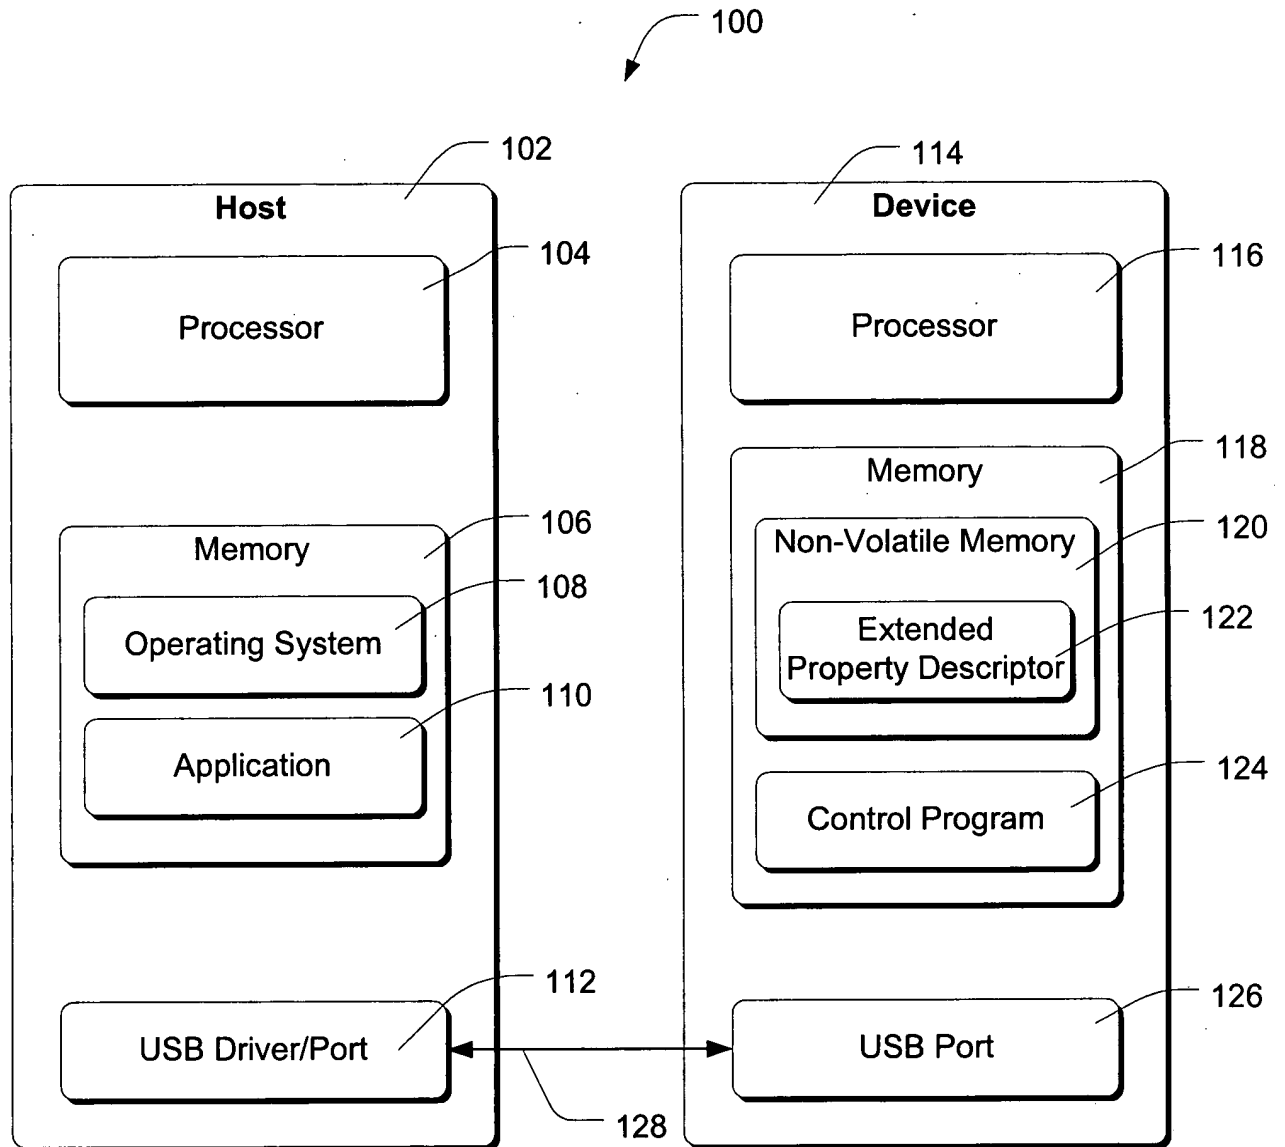 100
102
Host
104
Processor
106
Memory
108
Operating System
110
Application
112
USB Driver/Port
114
Device
116
Processor
118
Memory
120
Non-Volatile Memory
122
Extended
Property Descriptor
124
Control Program
126
USB Port
128